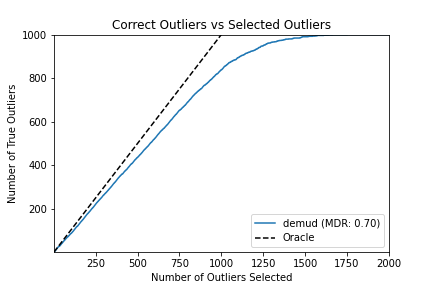 Correct Outliers vs Selected Outliers
Number of True Outliers
1000
800
600
400
200
demud (MDR: 0.70)
Oracle
250 500 750 1000 1250 1500 1750 2000
Number of Outliers Selected